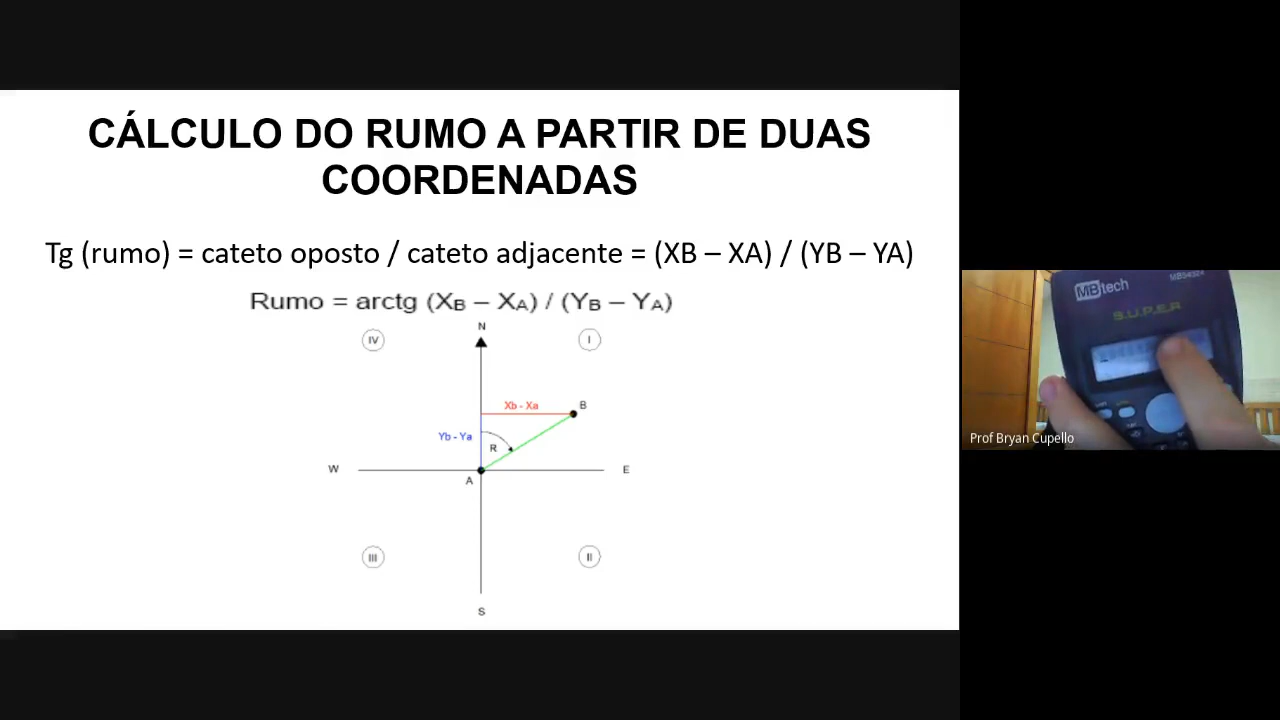 CÁLCULO DO RUMO A PARTIR DE DUAS
COORDENADAS
Tg (rumo) = cateto oposto / cateto adjacente = (XB – XA) / (YB – YA)
Rumo = arctg (XB – XA) / (YB – YA)
N
IV
I
Xb - Xa
B
Yb - Ya
R
W
E
A
III
II
S
MBtech
MB54324
S.U.P.E.R
Prof Bryan Cupello